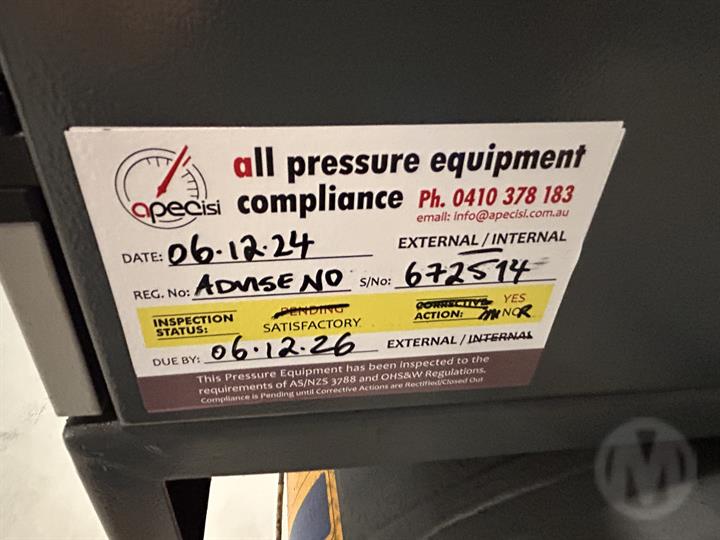 apecisi
all pressure equipment
compliance Ph. 0410 378 183
email: info@apecisi.com.au
DATE: 06.12.24 EXTERNAL / INTERNAL
REG. No: ADVISE NO S/No: 672514
INSPECTION STATUS: PENDING SATISFACTORY CORRECTIVE ACTION: YES NO MINOR
DUE BY: 06.12.26 EXTERNAL / INTERNAL
This Pressure Equipment has been inspected to the
requirements of AS/NZS 3788 and OHS&W Regulations.
Compliance is Pending until Corrective Actions are Rectified/Closed Out
M